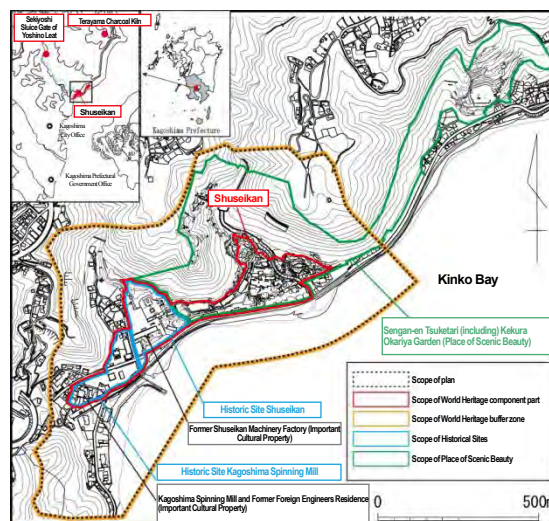 Sekiyoshi
Sluice Gate of
Yoshino Leat
Terayama Charcoal Kiln
Shuseikan
Kagoshima
City Office
Kagoshima Prefectural
Government Office
Kagoshima Prefecture
Shuseikan
Kinko Bay
Sengan-en Tsuketari (including) Kekura
Okariya Garden (Place of Scenic Beauty)
Historic Site Shuseikan
Former Shuseikan Machinery Factory (Important
Cultural Property)
Historic Site Kagoshima Spinning Mill
Kagoshima Spinning Mill and Former Foreign Engineers Residence
(Important Cultural Property)
Scope of plan
Scope of World Heritage component part
Scope of World Heritage buffer zone
Scope of Historical Sites
Scope of Place of Scenic Beauty
0 500m